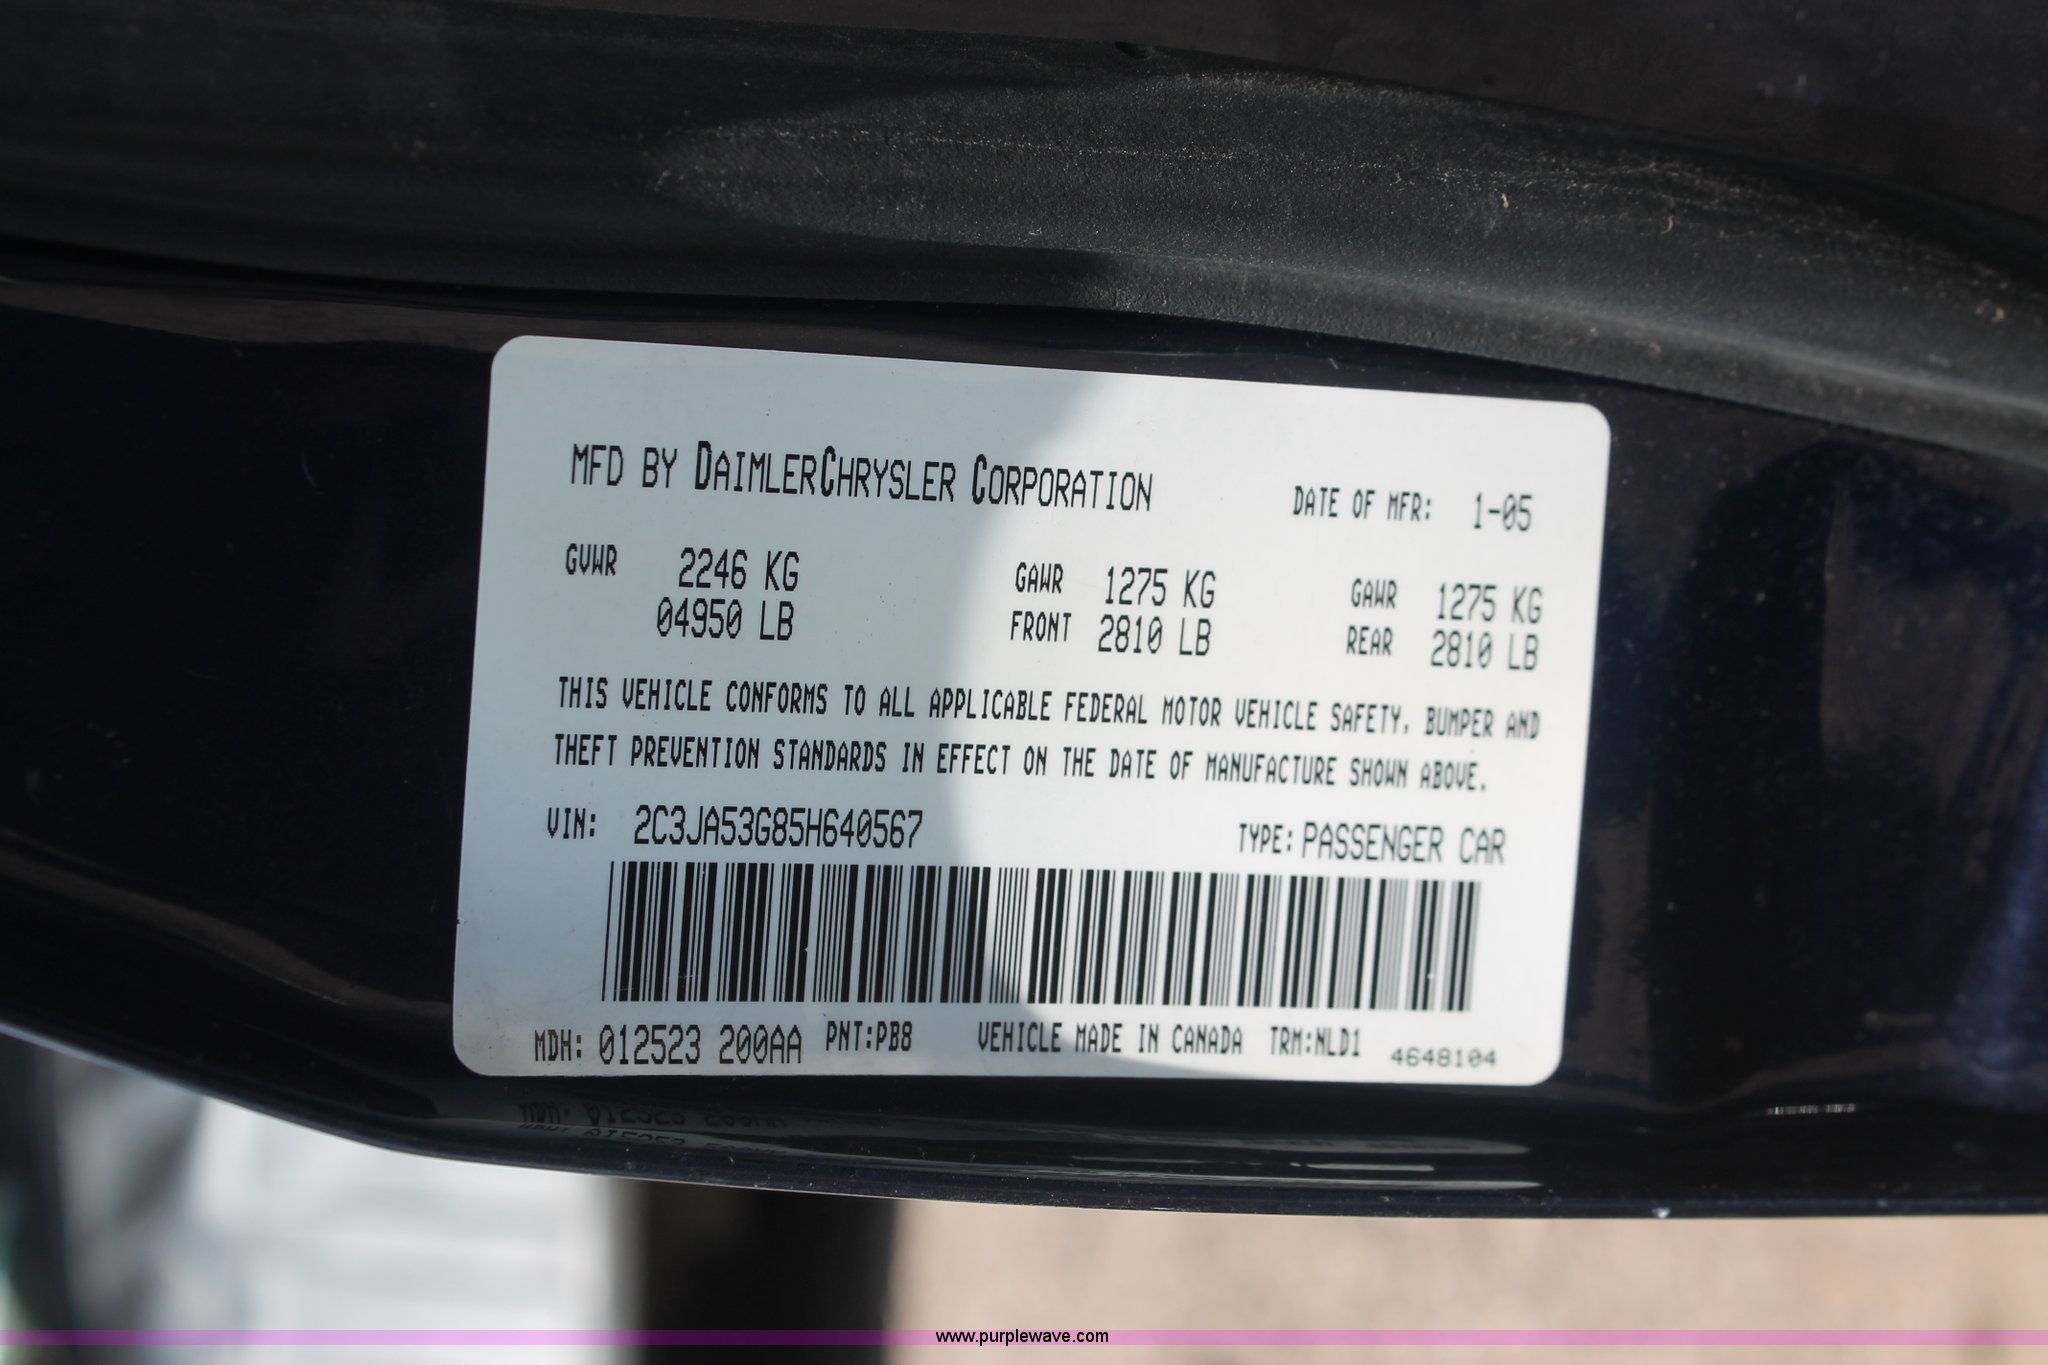 MFD BY DAIMLERCHRYSLER CORPORATION DATE OF MFR: 1-05
GVWR 2246 KG GAWR 1275 KG GAWR 1275 KG
04950 LB FRONT 2810 LB REAR 2810 LB
THIS VEHICLE CONFORMS TO ALL APPLICABLE FEDERAL MOTOR VEHICLE SAFETY, BUMPER AND
THEFT PREVENTION STANDARDS IN EFFECT ON THE DATE OF MANUFACTURE SHOWN ABOVE.
VIN: 2C3JA53G85H640567 TYPE: PASSENGER CAR
MDH: 012523 200AA PNT:PB8 VEHICLE MADE IN CANADA TRM:NLD1 4648104
www.purplewave.com